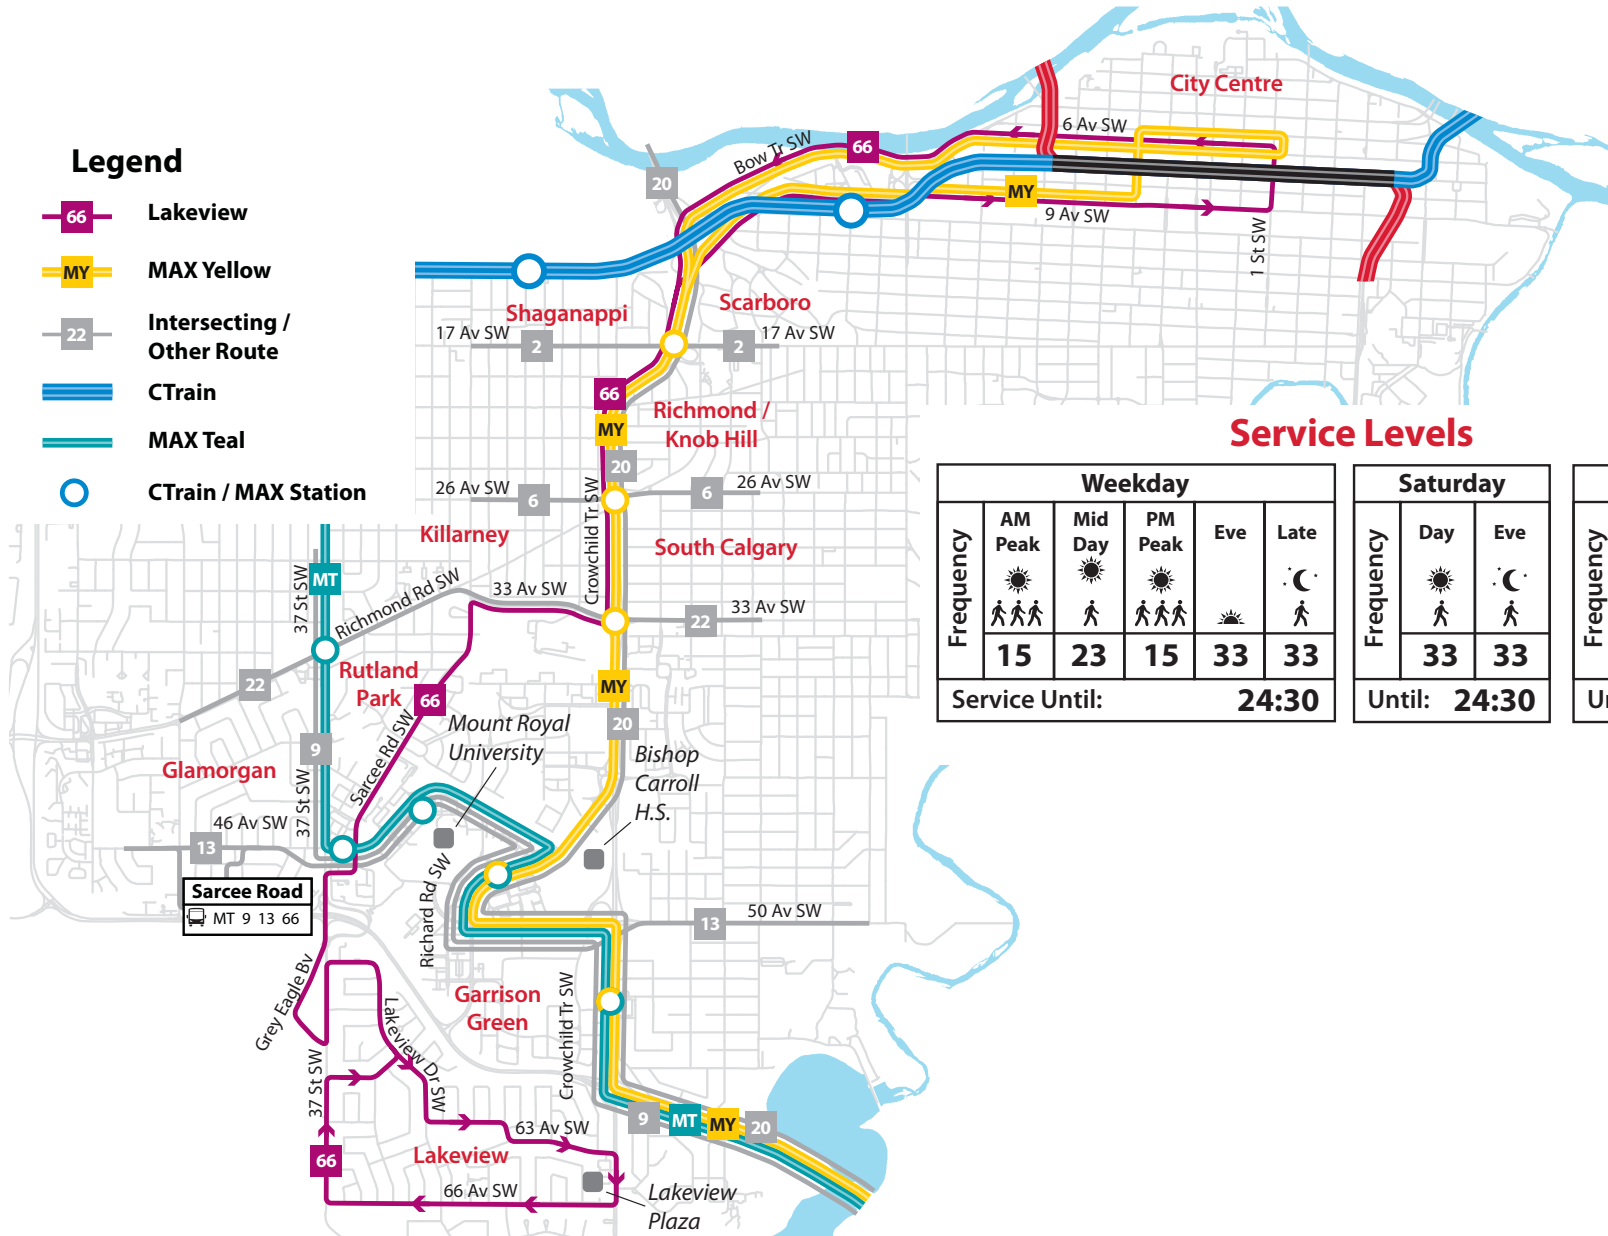 Legend
66 Lakeview
MY MAX Yellow
22 Intersecting /
Other Route
CTrain
MAX Teal
CTrain / MAX Station
City Centre
6 Av SW
Bow Tr SW
66
20
MY
9 Av SW
1 St SW
Shaganappi
Scarboro
17 Av SW
2
2
17 Av SW
66
MY
20
Richmond /
Knob Hill
26 Av SW
6
6
26 Av SW
Killarney
Crowchild Tr SW
South Calgary
37 St SW
MT
Richmond Rd SW
33 Av SW
33 Av SW
22
22
Rutland
Park
66
MY
20
Sarcee Rd SW
Mount Royal
University
9
Glamorgan
37 St SW
46 Av SW
13
Bishop
Carroll
H.S.
Sarcee Road
MT 9 13 66
Richard Rd SW
13
50 Av SW
Grey Eagle Bv
Garrison
Green
Crowchild Tr SW
Lakeview Dr SW
37 St SW
9
MT
MY
20
63 Av SW
66
Lakeview
66 Av SW
Lakeview
Plaza
Service Levels
Weekday
Frequency
AM
Peak
Mid
Day
PM
Peak
Eve
Late
15 23 15 33 33
Service Until: 24:30
Saturday
Frequency
Day
Eve
33 33
Until: 24:30
Frequency